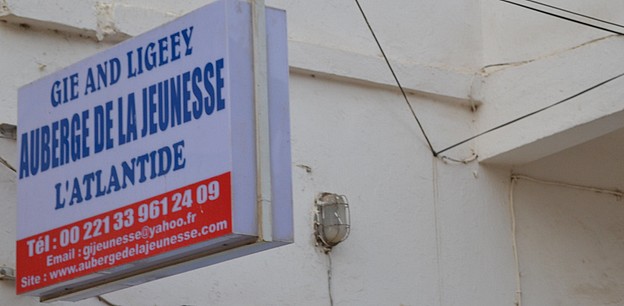 GIE AND LIGEEY
AUBERGE DE LA JEUNESSE
L'ATLANTIDE
Tél : 00 221 33 961 24 09
Email : gijeunesse@yahoo.fr
Site : www.aubergedelajeunesse.com